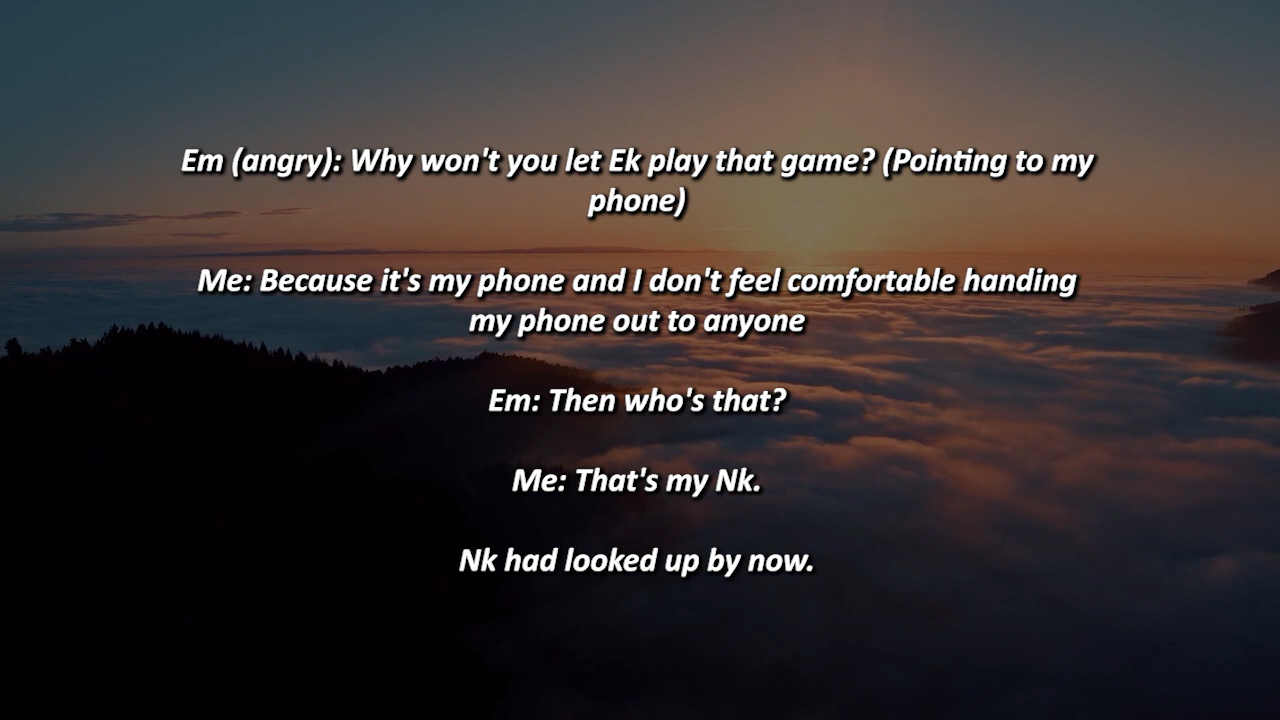 Em (angry): Why won't you let Ek play that game? (Pointing to my
phone)
Me: Because it's my phone and I don't feel comfortable handing
my phone out to anyone
Em: Then who's that?
Me: That's my Nk.
Nk had looked up by now.